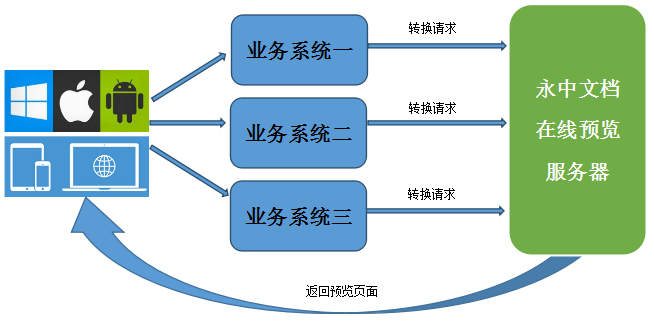 业务系统一
转换请求
业务系统二
转换请求
业务系统三
转换请求
永中文档
在线预览
服务器
返回预览页面